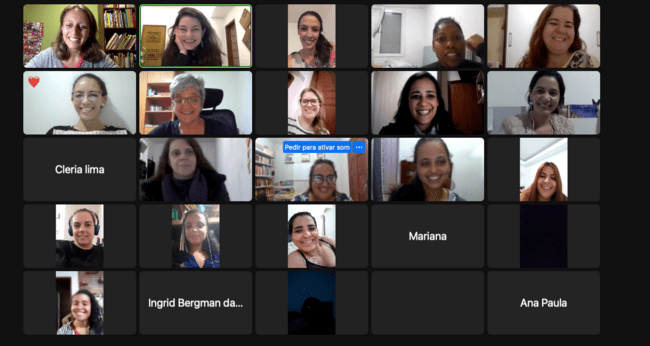 Pedir para ativar som
Cleria lima
Mariana
Ingrid Bergman da...
Ana Paula